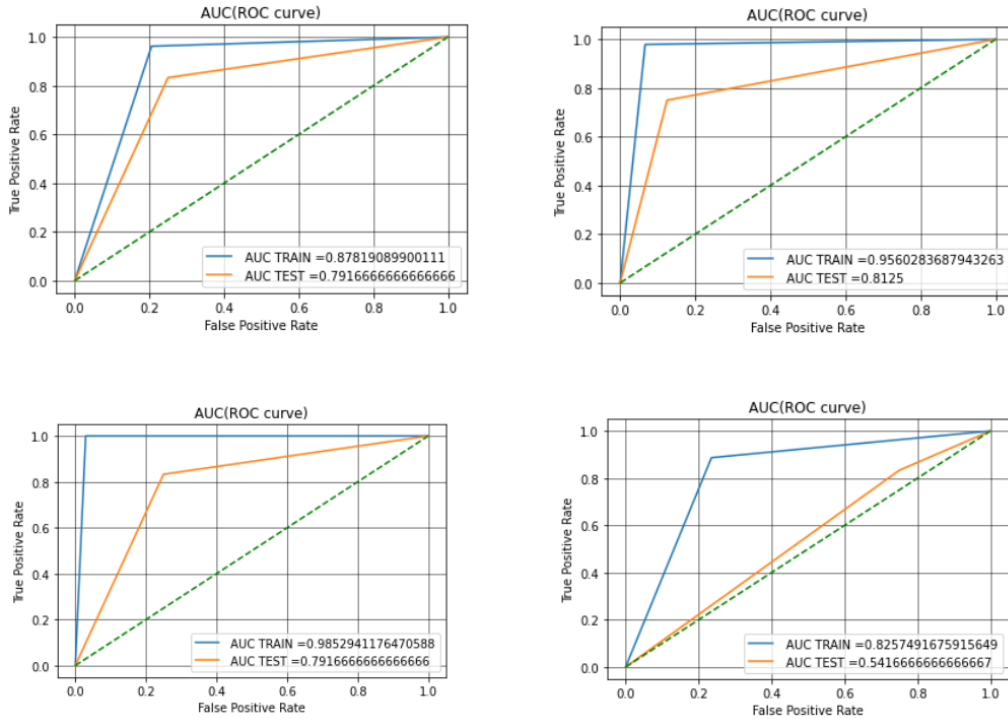 AUC(ROC curve)
1.0
0.8
0.6
0.4
0.2
0.0
True Positive Rate
AUC TRAIN =0.87819089900111
AUC TEST =0.7916666666666666
0.0 0.2 0.4 0.6 0.8 1.0
False Positive Rate
AUC(ROC curve)
1.0
0.8
0.6
0.4
0.2
0.0
True Positive Rate
AUC TRAIN =0.9560283687943263
AUC TEST =0.8125
0.0 0.2 0.4 0.6 0.8 1.0
False Positive Rate
AUC(ROC curve)
1.0
0.8
0.6
0.4
0.2
0.0
True Positive Rate
AUC TRAIN =0.9852941176470588
AUC TEST =0.7916666666666666
0.0 0.2 0.4 0.6 0.8 1.0
False Positive Rate
AUC(ROC curve)
1.0
0.8
0.6
0.4
0.2
0.0
True Positive Rate
AUC TRAIN =0.8257491675915649
AUC TEST =0.5416666666666667
0.0 0.2 0.4 0.6 0.8 1.0
False Positive Rate